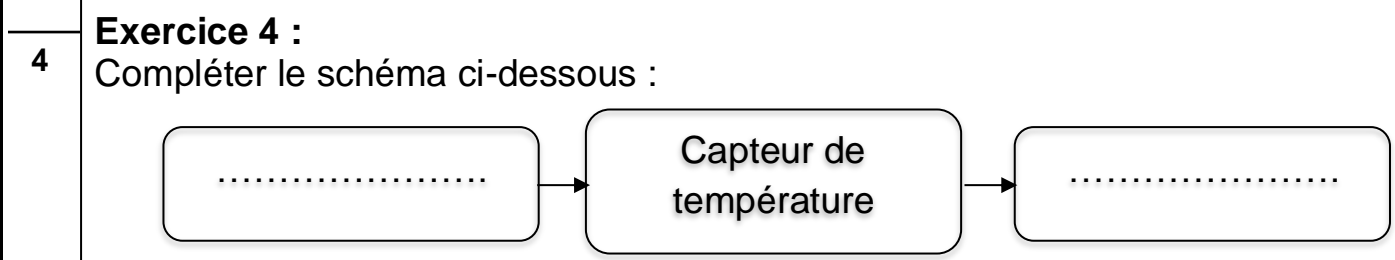 Exercice 4 :
4
Compléter le schéma ci-dessous :
......................
Capteur de
température
......................